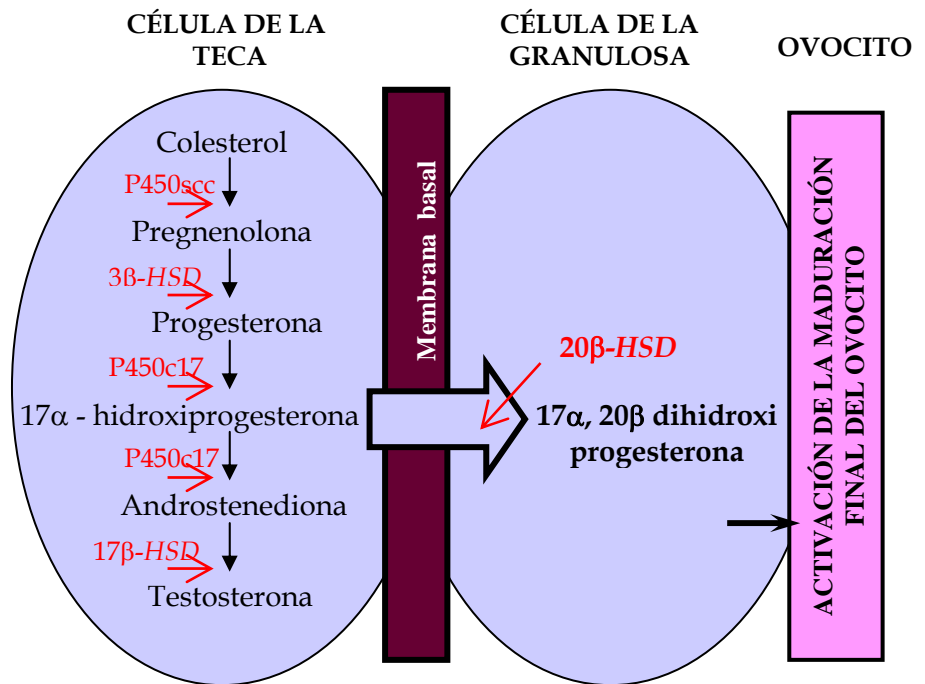 CÉLULA DE LA
TECA
CÉLULA DE LA
GRANULOSA
OVOCITO
Colesterol
P450scc
Pregnenolona
3ß-HSD
Progesterona
P450c17
17α - hidroxiprogesterona
P450c17
Androstenediona
17β-HSD
Testosterona
Membrana basal
20β-HSD
17α, 20β dihidroxi
progesterona
ACTIVACIÓN DE LA MADURACIÓN
FINAL DEL OVOCITO